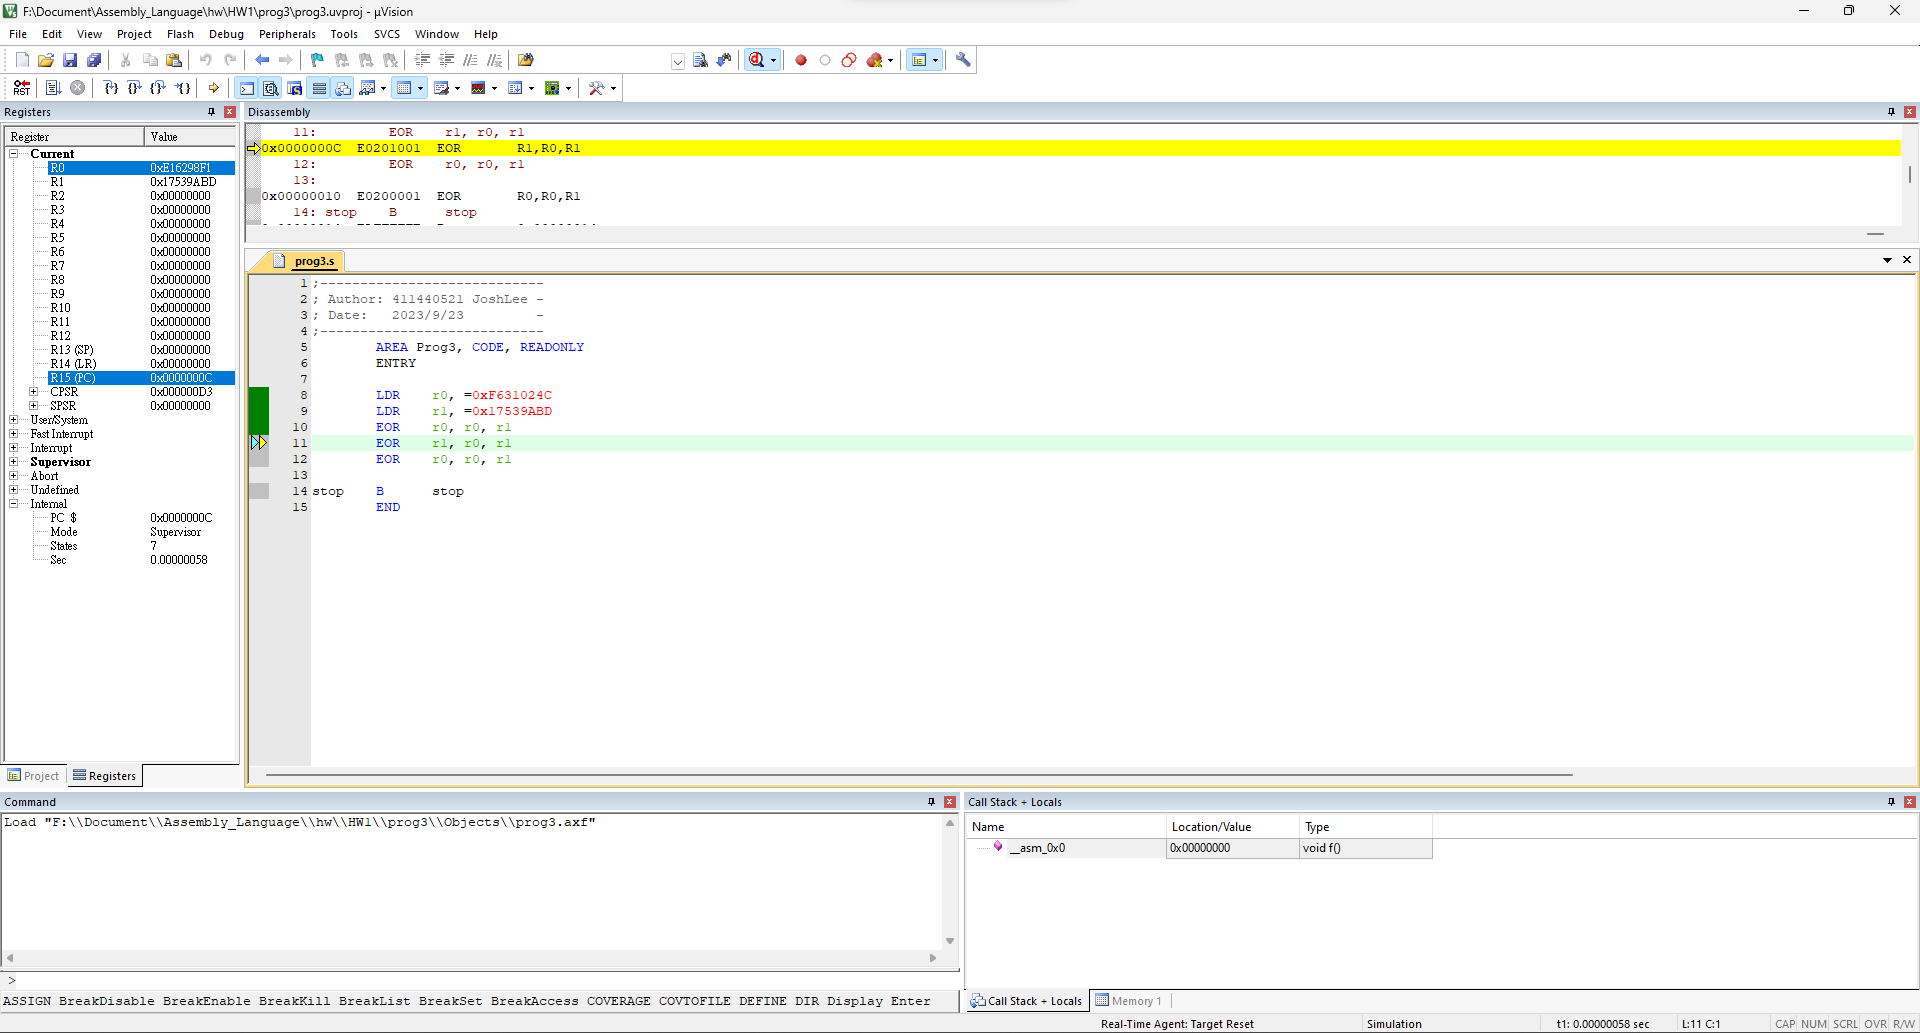 F:\Document\Assembly_Language\hw\HW1\prog3\prog3.uvproj - µVision
File Edit View Project Flash Debug Peripherals Tools SVCS Window Help
Registers
Register Value
Current
R0 0xE16298F1
R1 0x17539ABD
R2 0x00000000
R3 0x00000000
R4 0x00000000
R5 0x00000000
R6 0x00000000
R7 0x00000000
R8 0x00000000
R9 0x00000000
R10 0x00000000
R11 0x00000000
R12 0x00000000
R13 (SP) 0x00000000
R14 (LR) 0x00000000
R15 (PC) 0x0000000C
CPSR 0x000000D3
SPSR 0x00000000
User/System
Fast Interrupt
Interrupt
Supervisor
Abort
Undefined
Internal
PC $ 0x0000000C
Mode Supervisor
States 7
Sec 0.00000058
Project Registers
Disassembly
11: EOR r1, r0, r1
0x0000000C E0201001 EOR R1,R0,R1
12: EOR r0, r0, r1
13:
0x00000010 E0200001 EOR R0,R0,R1
14: stop B stop
prog3.s
1 ;----------------------------
2 ; Author: 411440521 JoshLee -
3 ; Date: 2023/9/23 -
4 ;----------------------------
5 AREA Prog3, CODE, READONLY
6 ENTRY
7
8 LDR r0, =0xF631024C
9 LDR r1, =0x17539ABD
10 EOR r0, r0, r1
11 EOR r1, r0, r1
12 EOR r0, r0, r1
13
14 stop B stop
15 END
Command
Load "F:\\Document\\Assembly_Language\\hw\\HW1\\prog3\\Objects\\prog3.axf"
>
ASSIGN BreakDisable BreakEnable BreakKill BreakList BreakSet BreakAccess COVERAGE COVTOFILE DEFINE DIR Display Enter
Call Stack + Locals
Name Location/Value Type
__asm_0x0 0x00000000 void f()
Call Stack + Locals Memory 1
Real-Time Agent: Target Reset Simulation t1: 0.00000058 sec L:11 C:1 CAP NUM SCRL OVR R/W